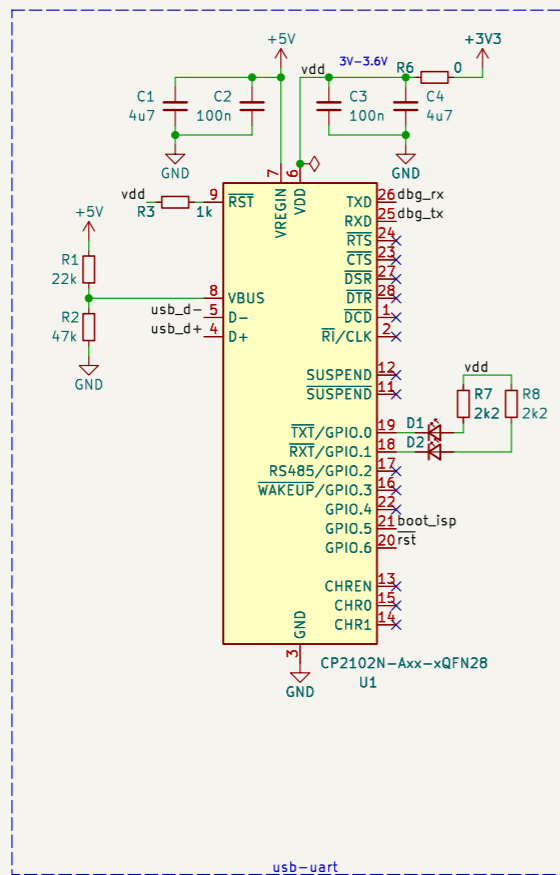 +5V
+3V3
3V-3.6V
vdd
R6
0
C1
4u7
C2
100n
C3
100n
C4
4u7
GND
GND
7
6
VREGIN
VDD
vdd
R3
1k
9
RST
TXD
26
dbg_rx
RXD
25
dbg_tx
RTS
24
CTS
23
DSR
27
DTR
28
DCD
1
RI/CLK
2
+5V
R1
22k
R2
47k
GND
8
VBUS
usb_d-
5
D-
usb_d+
4
D+
SUSPEND
12
SUSPEND
11
vdd
R7
2k2
R8
2k2
TXT/GPIO.0
19
D1
RXT/GPIO.1
18
D2
RS485/GPIO.2
17
WAKEUP/GPIO.3
16
GPIO.4
22
GPIO.5
21
boot_isp
GPIO.6
20
rst
CHREN
13
CHR0
15
CHR1
14
GND
3
GND
CP2102N-Axx-xQFN28
U1
usb-uart